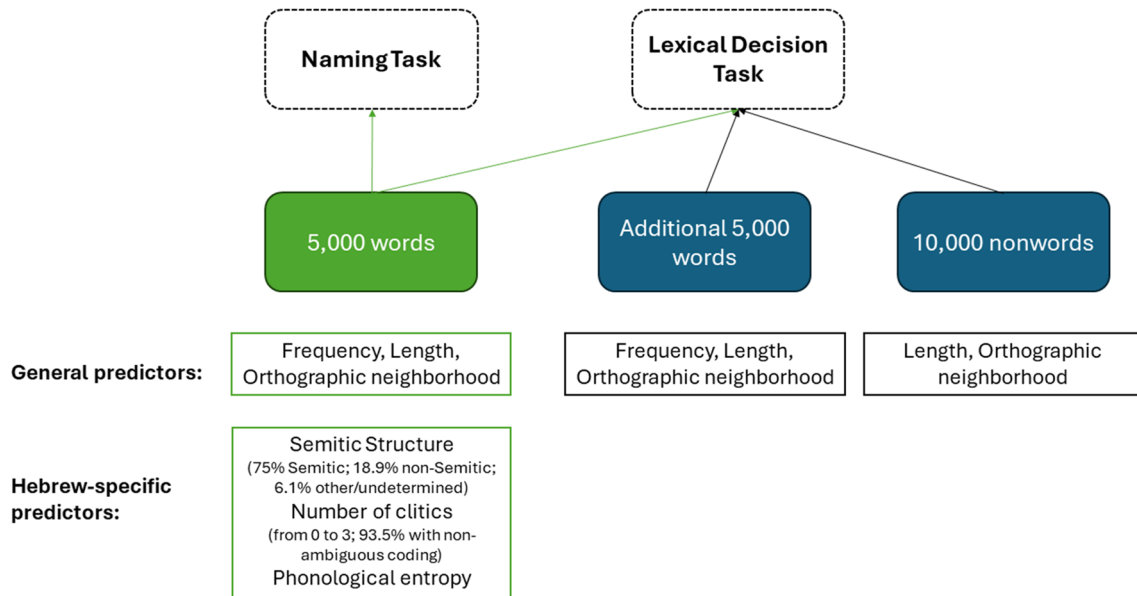 Naming Task
Lexical Decision
Task
5,000 words
Additional 5,000
words
10,000 nonwords
General predictors:
Frequency, Length,
Orthographic neighborhood
Frequency, Length,
Orthographic neighborhood
Length, Orthographic
neighborhood
Hebrew-specific
predictors:
Semitic Structure
(75% Semitic; 18.9% non-Semitic;
6.1% other/undetermined)
Number of clitics
(from 0 to 3; 93.5% with non-
ambiguous coding)
Phonological entropy